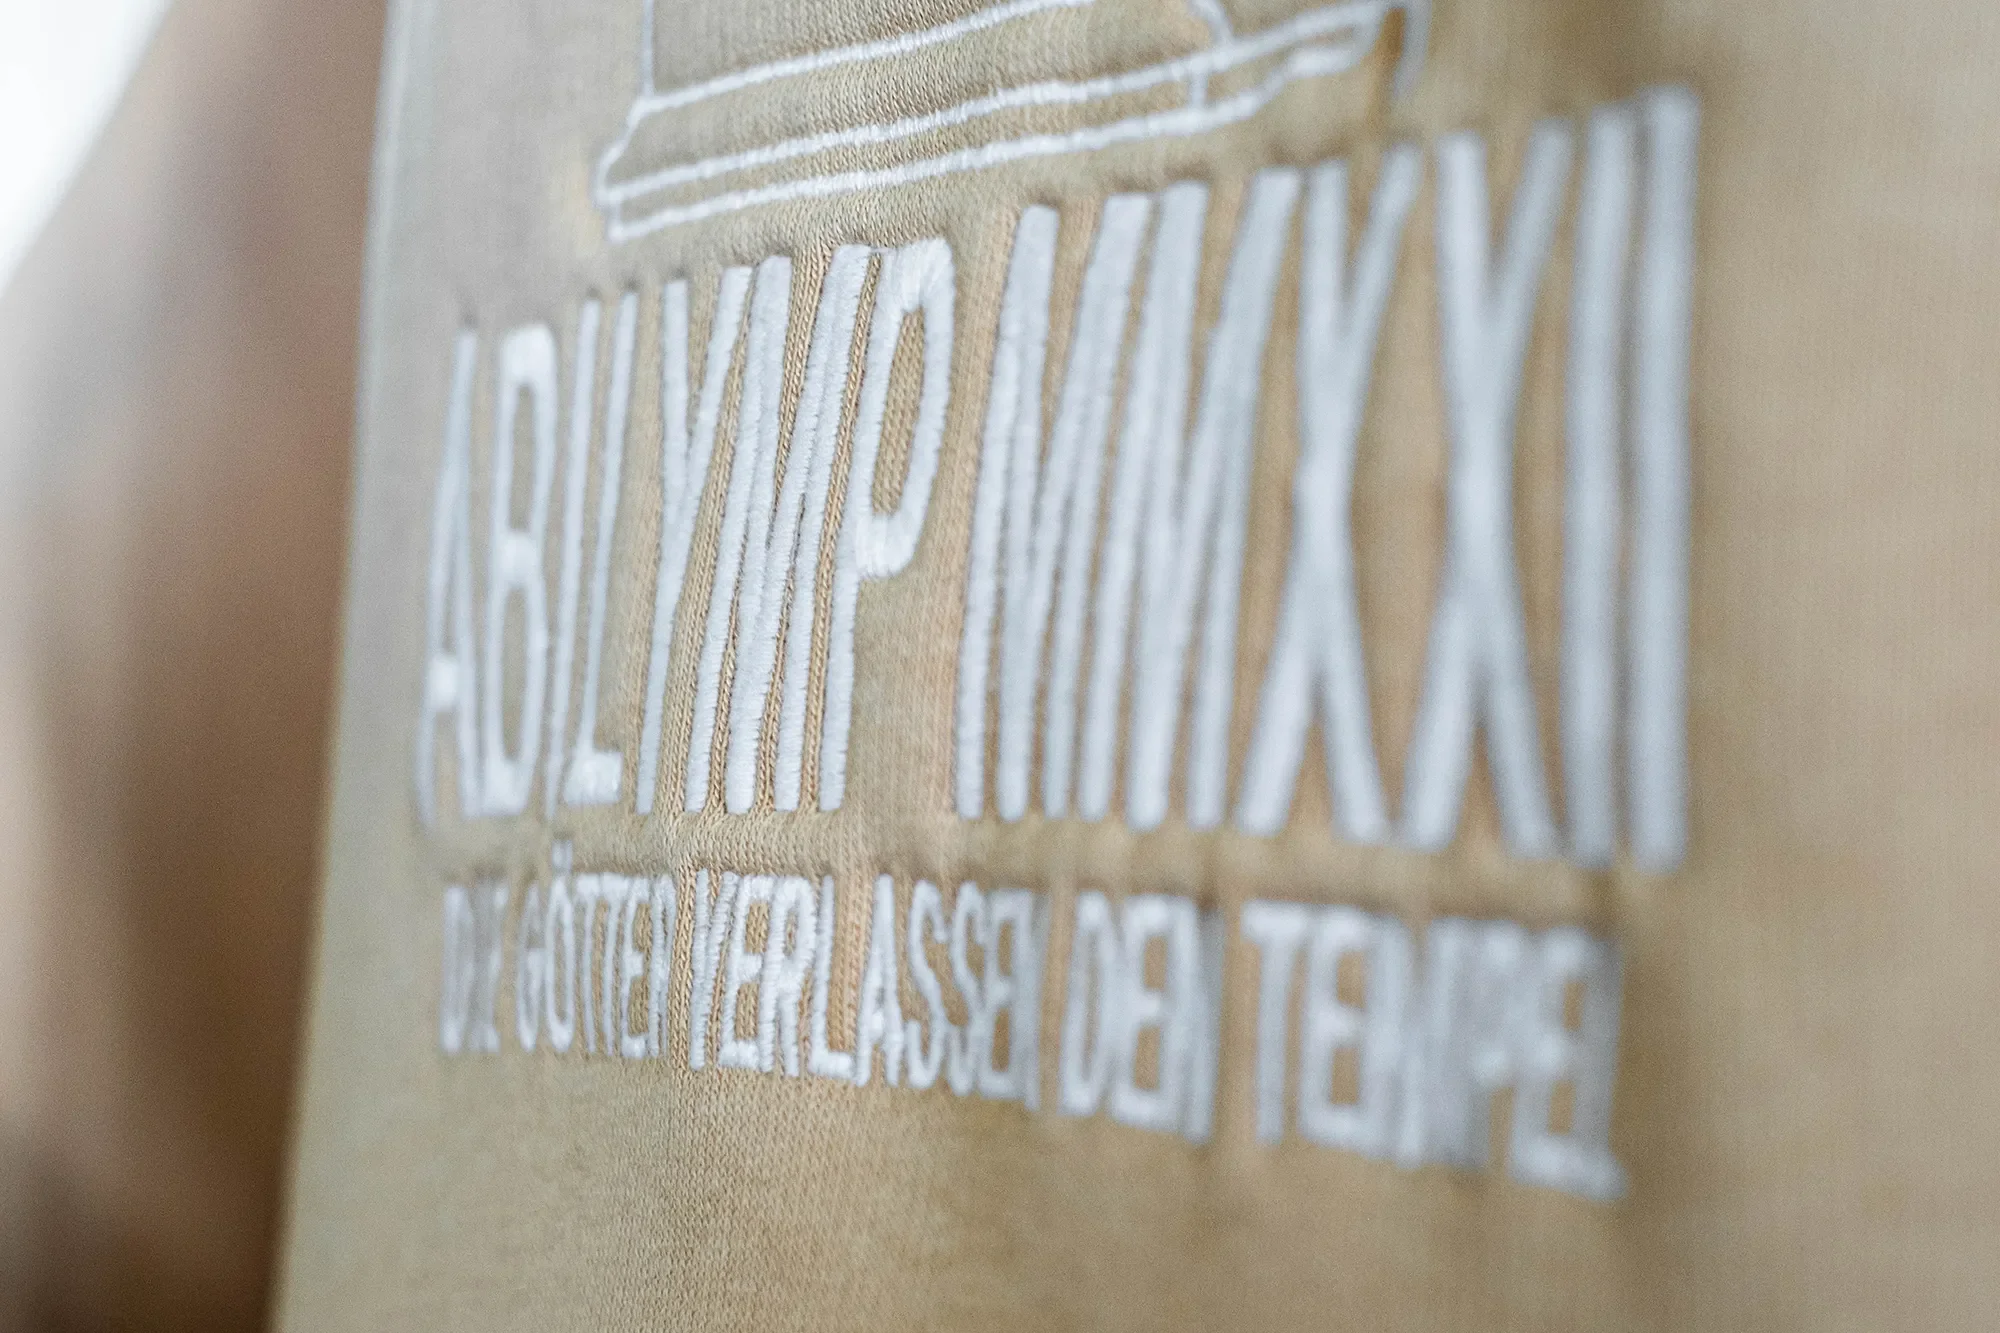 ABILYMP MMXXII
DIE GÖTTER VERLASSEN DEN TEMPEL